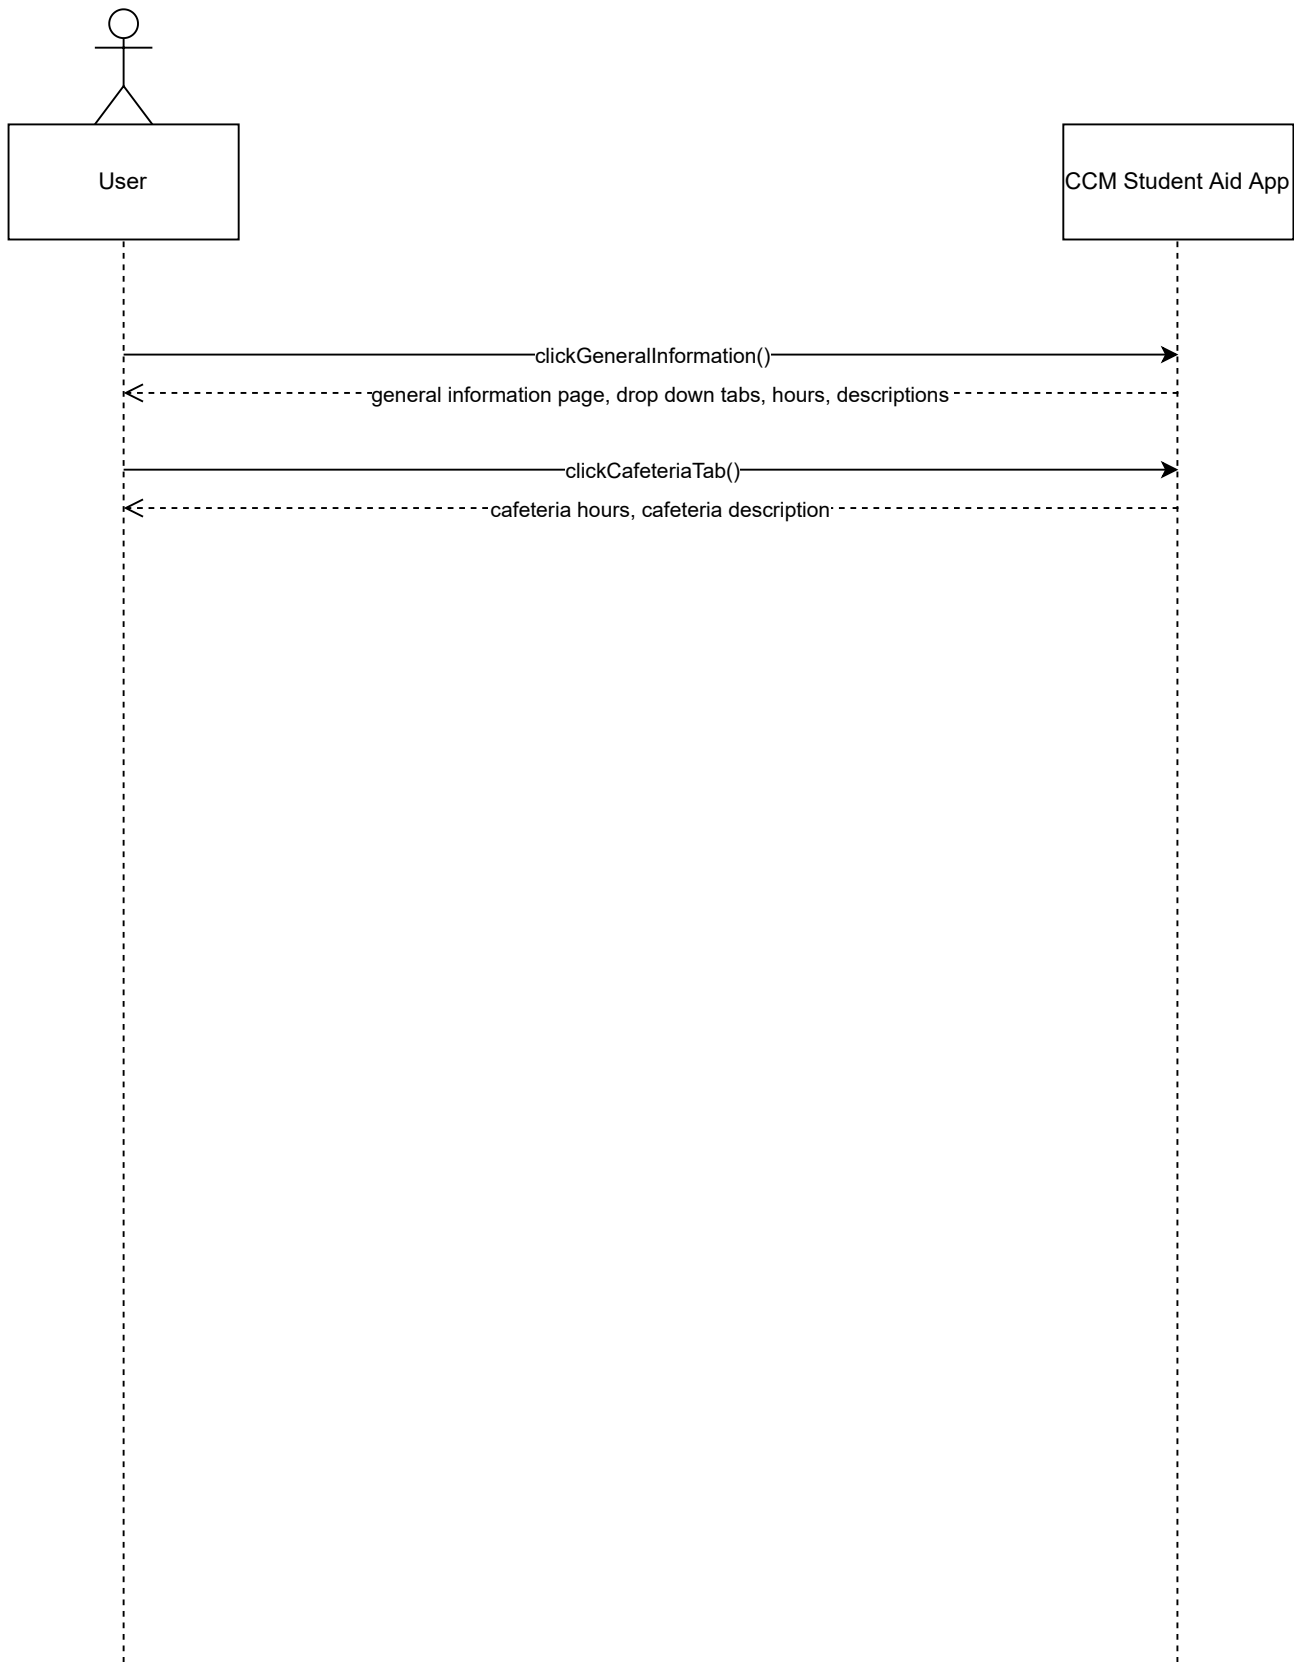 User
CCM Student Aid App
clickGeneralInformation()
general information page, drop down tabs, hours, descriptions
clickCafeteriaTab()
cafeteria hours, cafeteria description